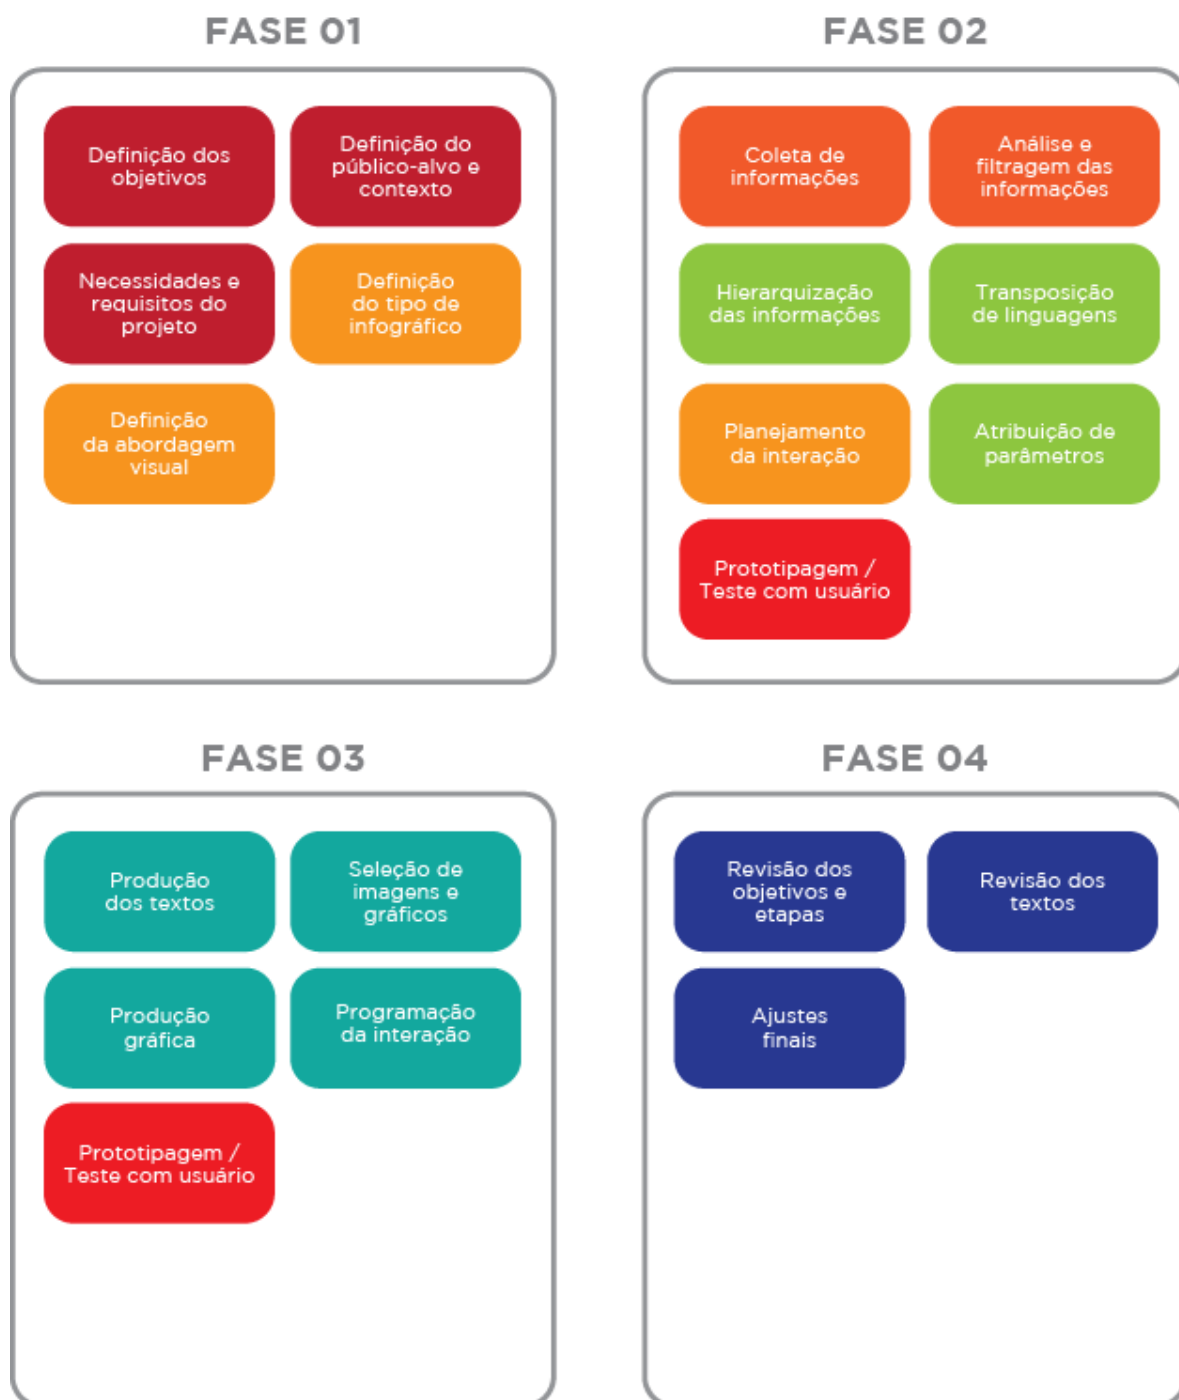 FASE 01
Definição dos
objetivos
Definição do
público-alvo e
contexto
Necessidades e
requisitos do
projeto
Definição
do tipo de
infográfico
Definição
da abordagem
visual
FASE 02
Coleta de
informações
Análise e
filtragem das
informações
Hierarquização
das informações
Transposição
de linguagens
Planejamento
da interação
Atribuição de
parâmetros
Prototipagem /
Teste com usuário
FASE 03
Produção
dos textos
Seleção de
imagens e
gráficos
Produção
gráfica
Programação
da interação
Prototipagem /
Teste com usuário
FASE 04
Revisão dos
objetivos e
etapas
Revisão dos
textos
Ajustes
finais